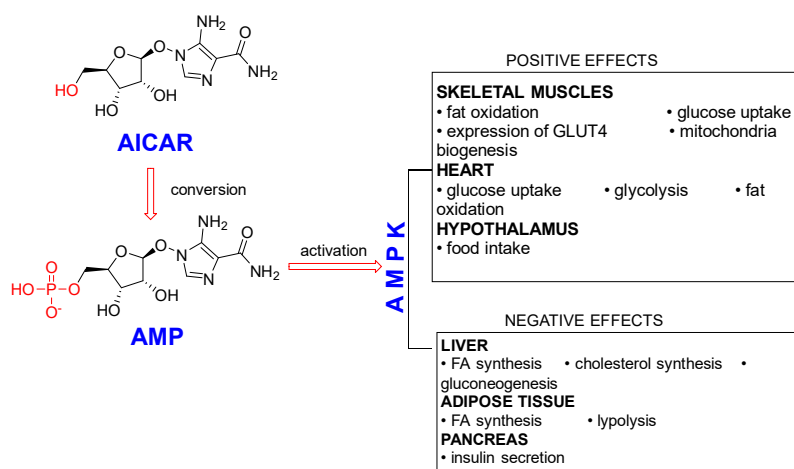 NH2
O
O
O
N
HO
N
NH2
HO
OH
AICAR
conversion
NH2
O
O
O
N
O
HO P O
O-
N
NH2
HO
OH
AMP
activation
AMPK
POSITIVE EFFECTS
SKELETAL MUSCLES
• fat oxidation • glucose uptake
• expression of GLUT4 • mitochondria
biogenesis
HEART
• glucose uptake • glycolysis • fat
oxidation
HYPOTHALAMUS
• food intake
NEGATIVE EFFECTS
LIVER
• FA synthesis • cholesterol synthesis •
gluconeogenesis
ADIPOSE TISSUE
• FA synthesis • lypolysis
PANCREAS
• insulin secretion